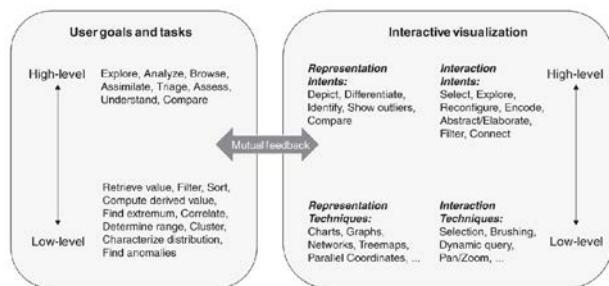 User goals and tasks
High-level
Explore, Analyze, Browse,
Assimilate, Triage, Assess,
Understand, Compare
Retrieve value, Filter, Sort,
Compute derived value,
Find extremum, Correlate,
Determine range, Cluster,
Characterize distribution,
Find anomalies
Low-level
Mutual feedback
Interactive visualization
Representation
Intents:
Depict, Differentiate,
Identify, Show outliers,
Compare
Interaction
Intents:
Select, Explore,
Reconfigure, Encode,
Abstract/Elaborate,
Filter, Connect
High-level
Representation
Techniques:
Charts, Graphs,
Networks, Treemaps,
Parallel Coordinates, ...
Interaction
Techniques:
Selection, Brushing,
Dynamic query,
Pan/Zoom, ...
Low-level